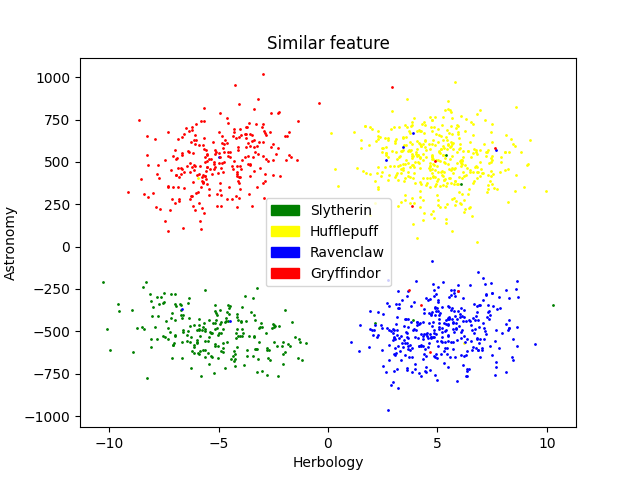 Similar feature
1000
750
500
250
0
−250
−500
−750
−1000
Astronomy
Slytherin
Hufflepuff
Ravenclaw
Gryffindor
−10 −5 0 5 10
Herbology